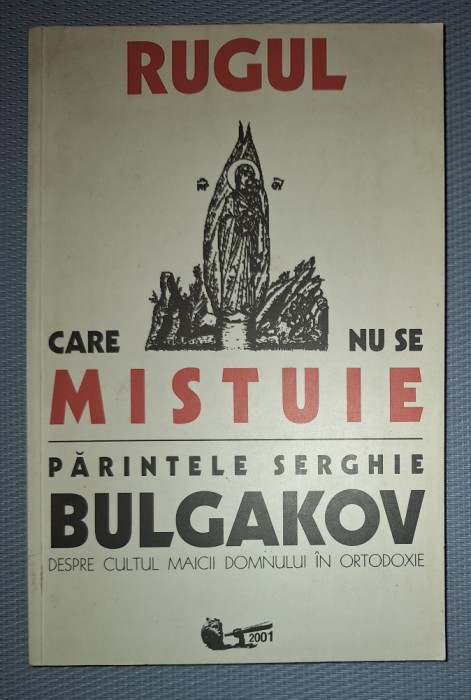 RUGUL
CARE NU SE
MISTUIE
PĂRINTELE SERGHIE
BULGAKOV
DESPRE CULTUL MAICII DOMNULUI ÎN ORTODOXIE
2001